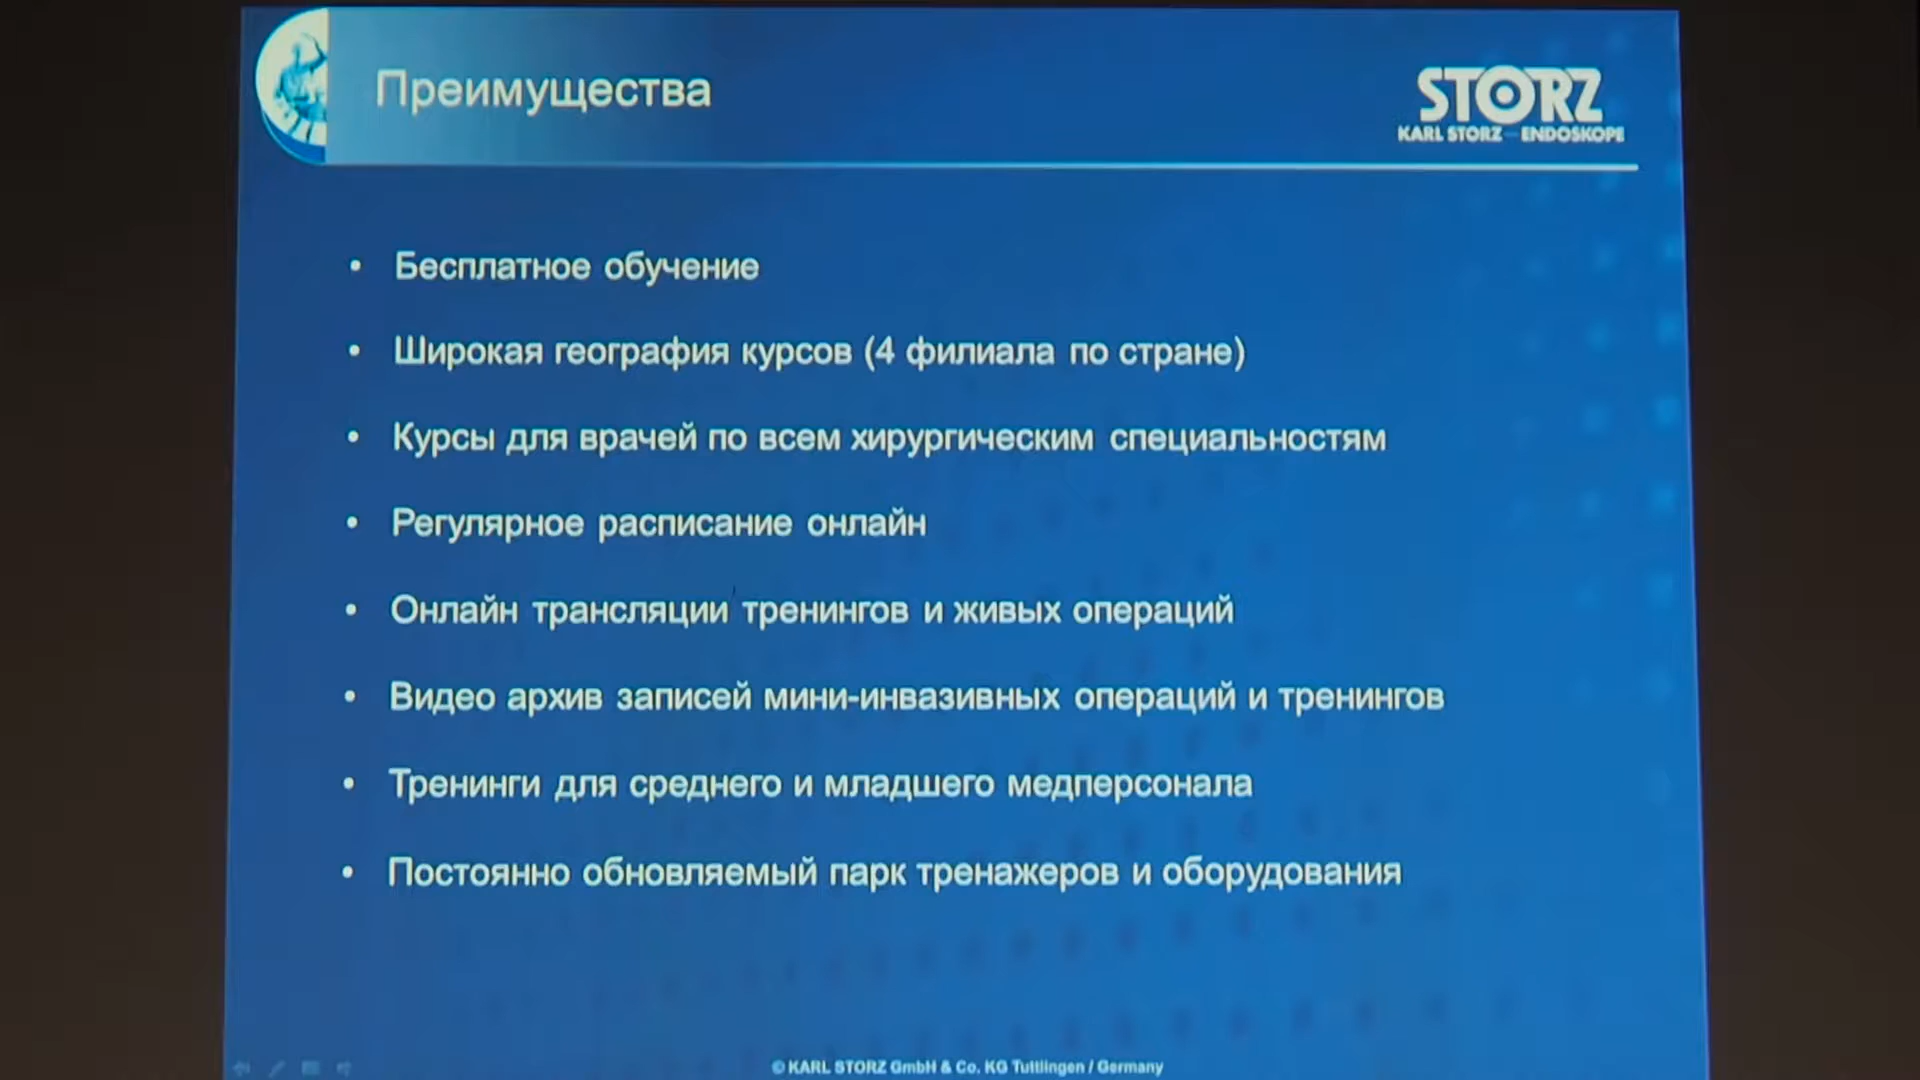 Преимущества
STORZ
KARL STORZ — ENDOSKOPE
• Бесплатное обучение
• Широкая география курсов (4 филиала по стране)
• Курсы для врачей по всем хирургическим специальностям
• Регулярное расписание онлайн
• Онлайн трансляции тренингов и живых операций
• Видео архив записей мини-инвазивных операций и тренингов
• Тренинги для среднего и младшего медперсонала
• Постоянно обновляемый парк тренажеров и оборудования
© KARL STORZ GmbH & Co. KG Tuttlingen / Germany